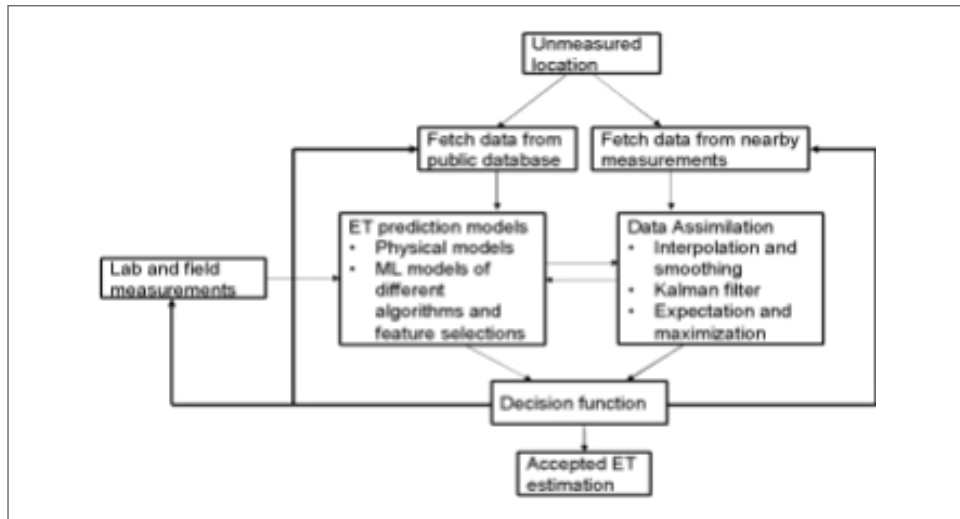 Unmeasured
location
Fetch data from
public database
Fetch data from nearby
measurements
ET prediction models
• Physical models
• ML models of
different
algorithms and
feature selections
Data Assimilation
• Interpolation and
smoothing
• Kalman filter
• Expectation and
maximization
Lab and field
measurements
Decision function
Accepted ET
estimation